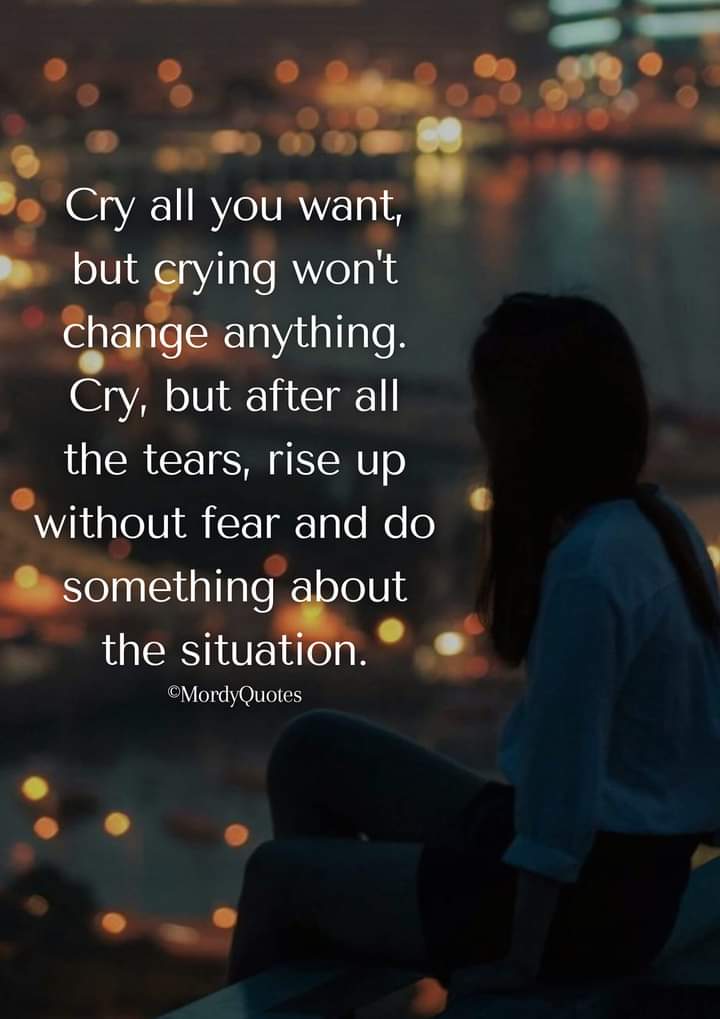 Cry all you want,
but crying won't
change anything.
Cry, but after all
the tears, rise up
without fear and do
something about
the situation.
©MordyQuotes